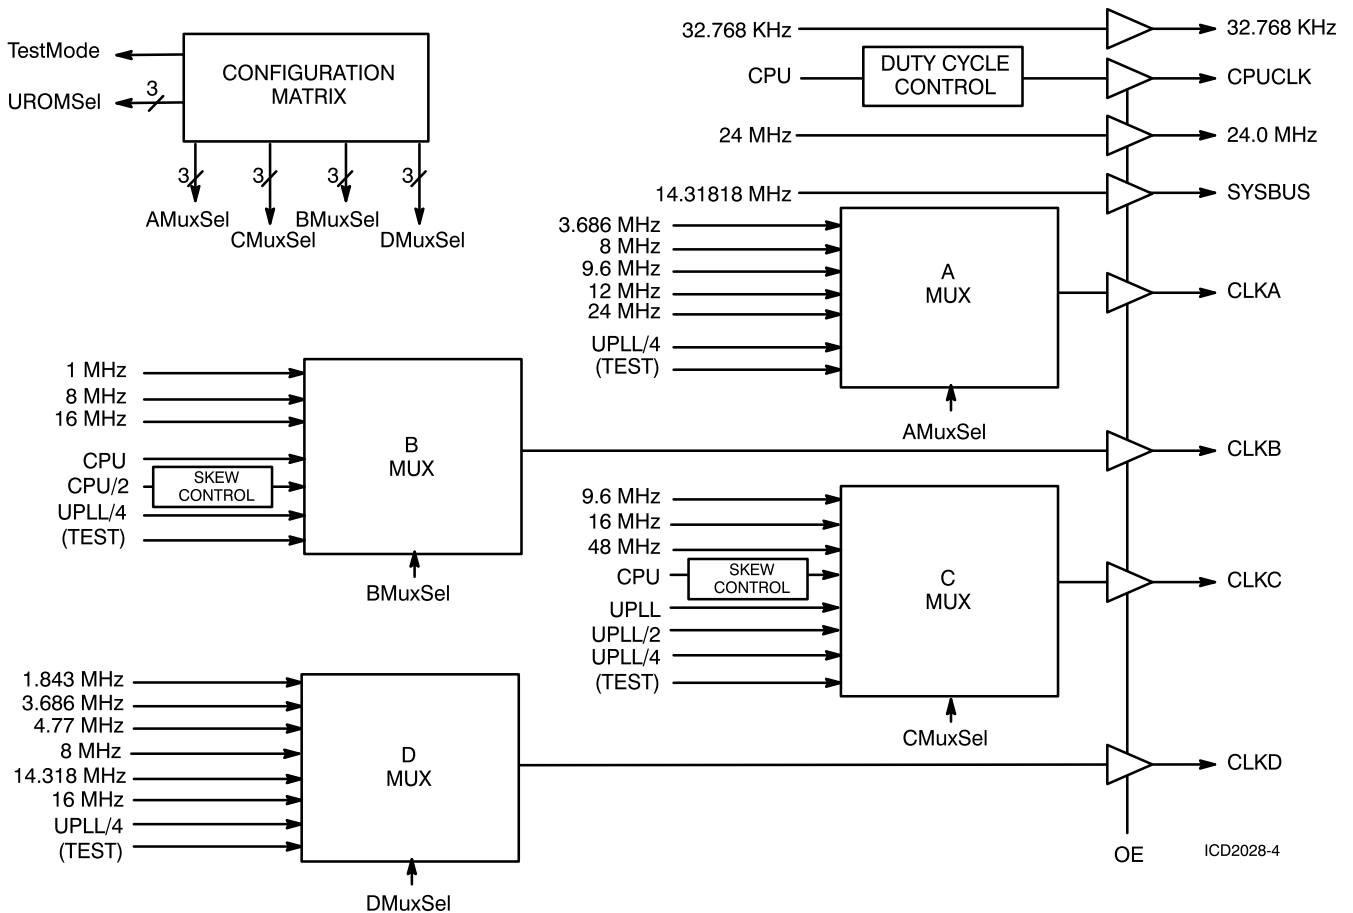 TestMode
UROMSel
3
CONFIGURATION
MATRIX
3
3
3
3
AMuxSel
CMuxSel
BMuxSel
DMuxSel
32.768 KHz
32.768 KHz
CPU
DUTY CYCLE
CONTROL
CPUCLK
24 MHz
24.0 MHz
14.31818 MHz
SYSBUS
3.686 MHz
8 MHz
9.6 MHz
12 MHz
24 MHz
UPLL/4
(TEST)
A
MUX
CLKA
AMuxSel
1 MHz
8 MHz
16 MHz
CPU
CPU/2
SKEW
CONTROL
UPLL/4
(TEST)
B
MUX
CLKB
BMuxSel
9.6 MHz
16 MHz
48 MHz
CPU
SKEW
CONTROL
UPLL
UPLL/2
UPLL/4
(TEST)
C
MUX
CLKC
CMuxSel
1.843 MHz
3.686 MHz
4.77 MHz
8 MHz
14.318 MHz
16 MHz
UPLL/4
(TEST)
D
MUX
CLKD
DMuxSel
OE
ICD2028-4